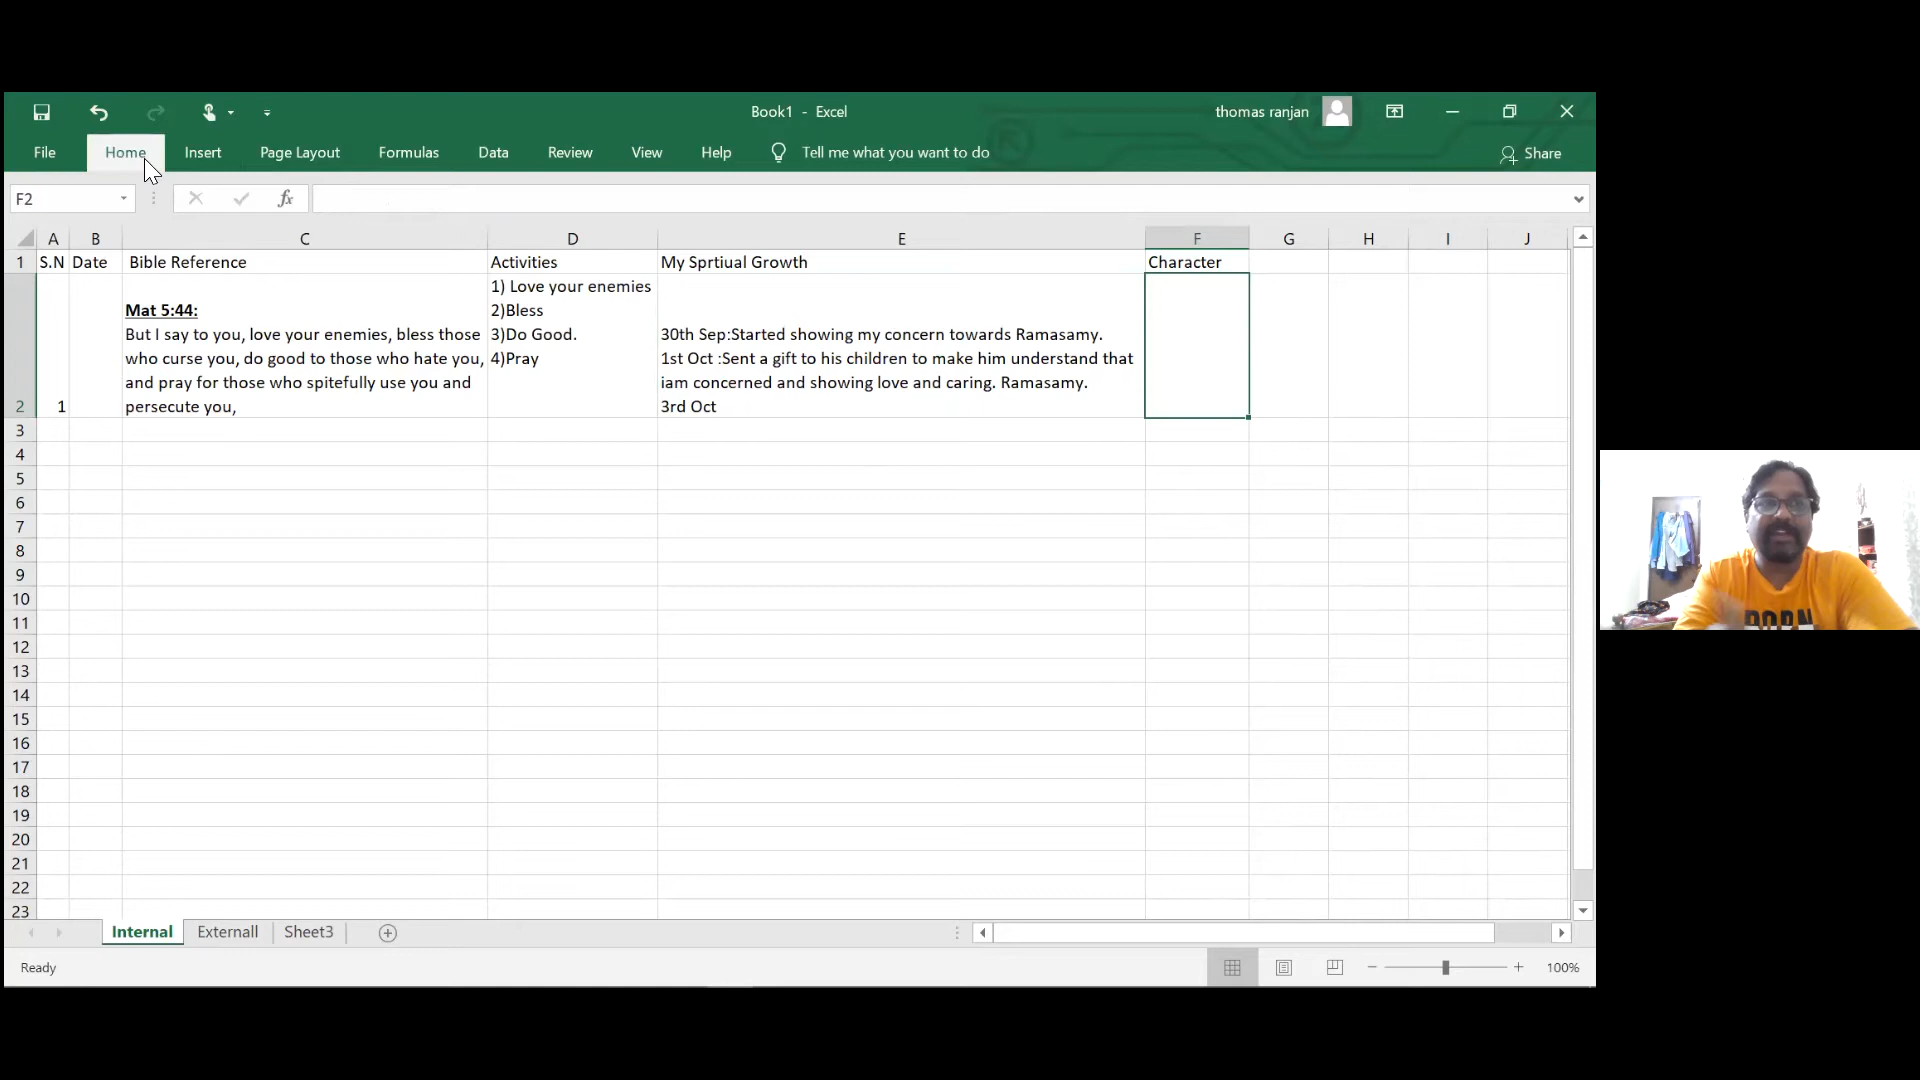 Book1 - Excel
thomas ranjan
File
Home
Insert
Page Layout
Formulas
Data
Review
View
Help
Tell me what you want to do
Share
F2
fx
A B C D E F G H I J
1 S.N Date Bible Reference Activities My Sprtiual Growth Character
Mat 5:44:
But I say to you, love your enemies, bless those
who curse you, do good to those who hate you,
and pray for those who spitefully use you and
persecute you,
1) Love your enemies
2)Bless
3)Do Good.
4)Pray
30th Sep:Started showing my concern towards Ramasamy.
1st Oct :Sent a gift to his children to make him understand that
iam concerned and showing love and caring. Ramasamy.
3rd Oct
2 1
3
4
5
6
7
8
9
10
11
12
13
14
15
16
17
18
19
20
21
22
23
Internal
Externall
Sheet3
Ready
100%